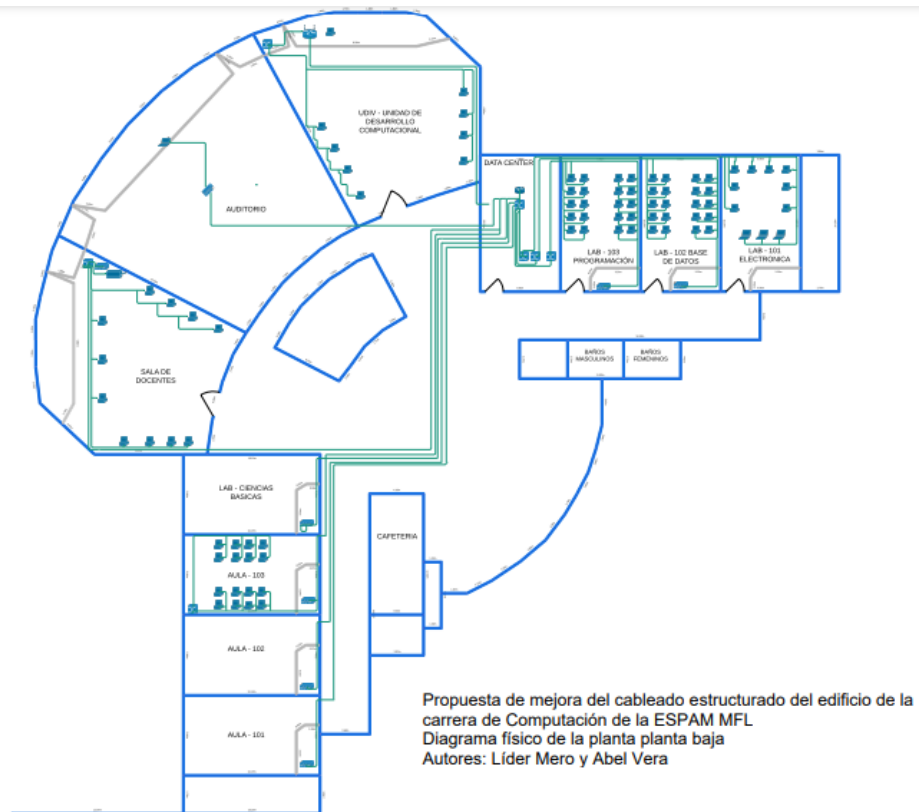 UDIV - UNIDAD DE
DESARROLLO
COMPUTACIONAL
DATA CENTER
AUDITORIO
LAB - 103
PROGRAMACIÓN
LAB - 102 BASE
DE DATOS
LAB - 101
ELECTRONICA
BAÑOS
MASCULINOS
BAÑOS
FEMENINOS
SALA DE
DOCENTES
LAB - CIENCIAS
BASICAS
CAFETERIA
AULA - 103
AULA - 102
AULA - 101
Propuesta de mejora del cableado estructurado del edificio de la
carrera de Computación de la ESPAM MFL
Diagrama físico de la planta planta baja
Autores: Líder Mero y Abel Vera